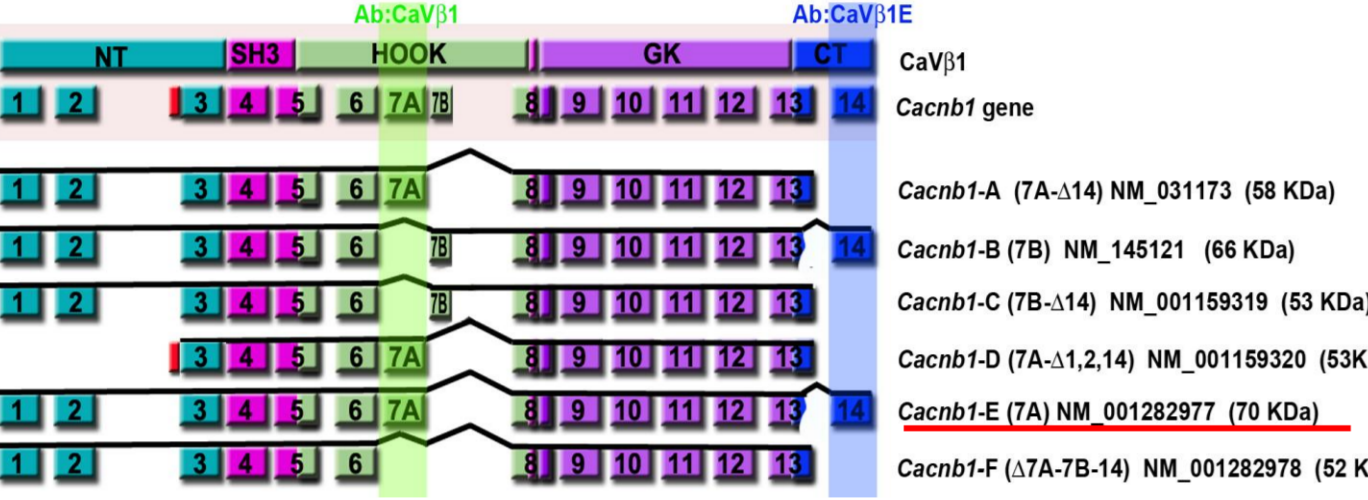 Ab:CaVβ1 Ab:CaVβ1E
NT SH3 HOOK GK CT CaVβ1
1 2 3 4 5 6 7A 7B 8 9 10 11 12 13 14 Cacnb1 gene
1 2 3 4 5 6 7A 8 9 10 11 12 13 Cacnb1-A (7A-Δ14) NM_031173 (58 KDa)
1 2 3 4 5 6 7B 8 9 10 11 12 13 14 Cacnb1-B (7B) NM_145121 (66 KDa)
1 2 3 4 5 6 7B 8 9 10 11 12 13 Cacnb1-C (7B-Δ14) NM_001159319 (53 KDa)
3 4 5 6 7A 8 9 10 11 12 13 Cacnb1-D (7A-Δ1,2,14) NM_001159320 (53K
1 2 3 4 5 6 7A 8 9 10 11 12 13 14 Cacnb1-E (7A) NM_001282977 (70 KDa)
1 2 3 4 5 6 8 9 10 11 12 13 Cacnb1-F (Δ7A-7B-14) NM_001282978 (52 K